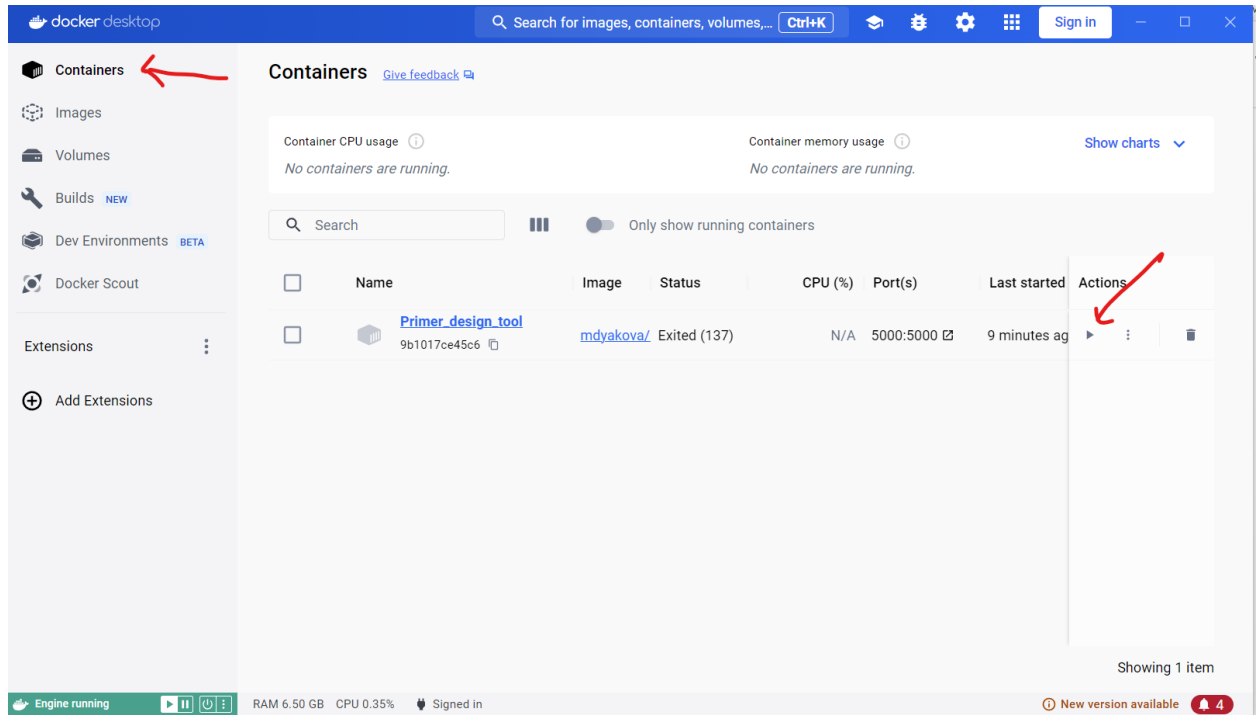 docker desktop
Search for images, containers, volumes,... Ctrl+K
Sign in
Containers
Images
Volumes
Builds NEW
Dev Environments BETA
Docker Scout
Extensions
Add Extensions
Containers Give feedback
Container CPU usage
No containers are running.
Container memory usage
No containers are running.
Show charts
Search
Only show running containers
Name Image Status CPU (%) Port(s) Last started Actions
Primer_design_tool
9b1017ce45c6
mdyakova/ Exited (137) N/A 5000:5000 9 minutes ag
Showing 1 item
Engine running RAM 6.50 GB CPU 0.35% Signed in New version available 4